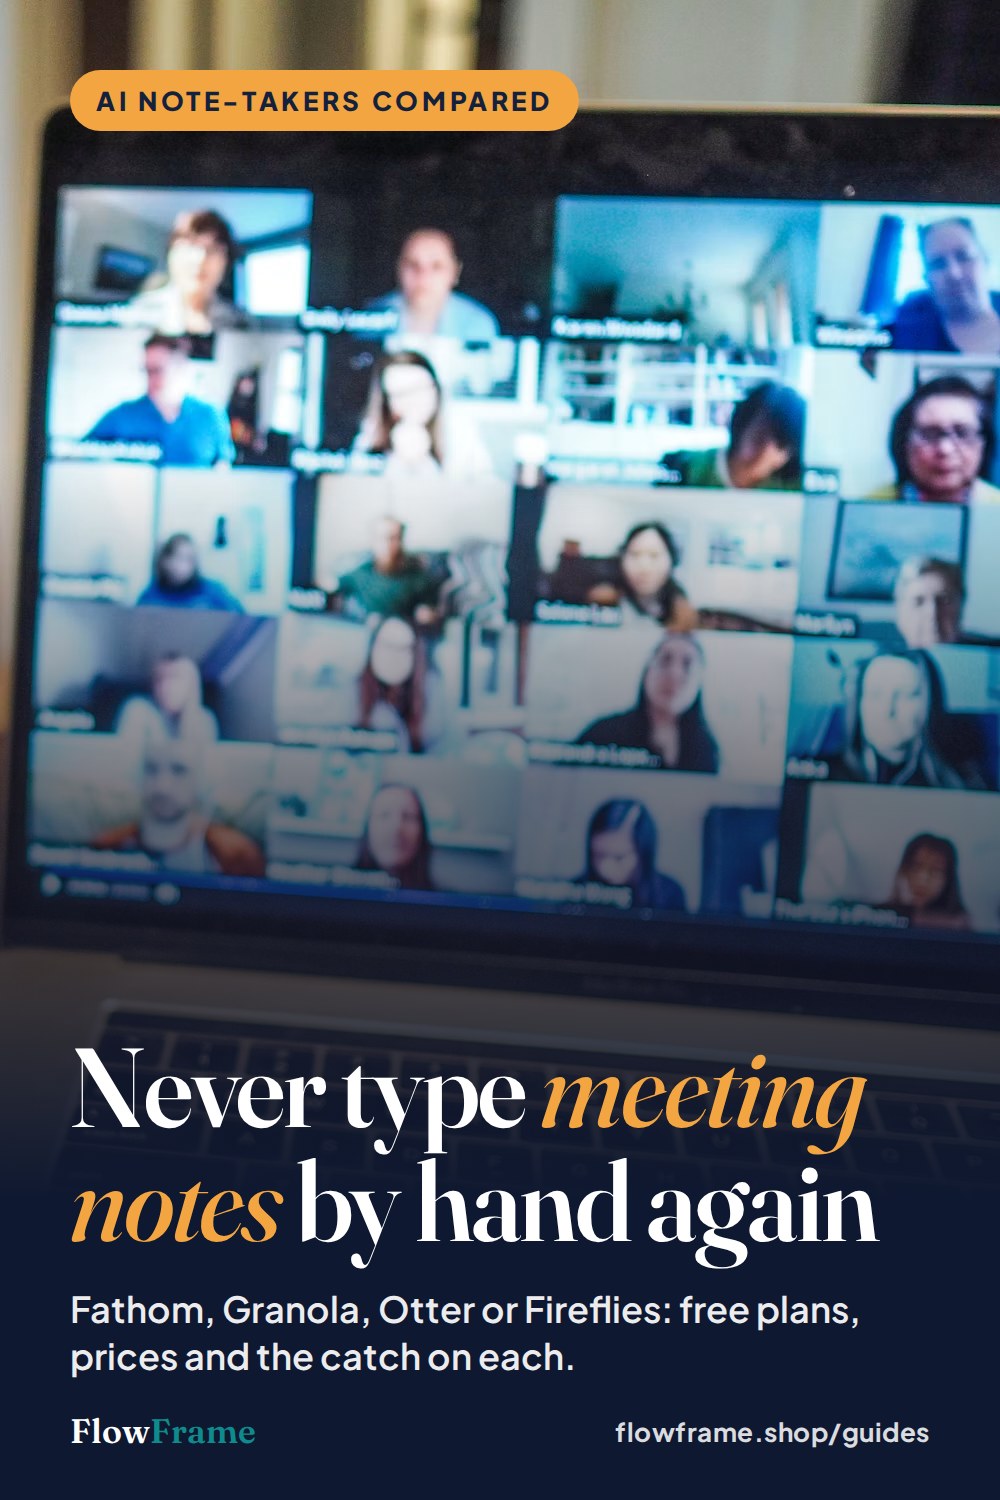 AI NOTE-TAKERS COMPARED
Never type meeting
notes by hand again
Fathom, Granola, Otter or Fireflies: free plans,
prices and the catch on each.
FlowFrame
flowframe.shop/guides